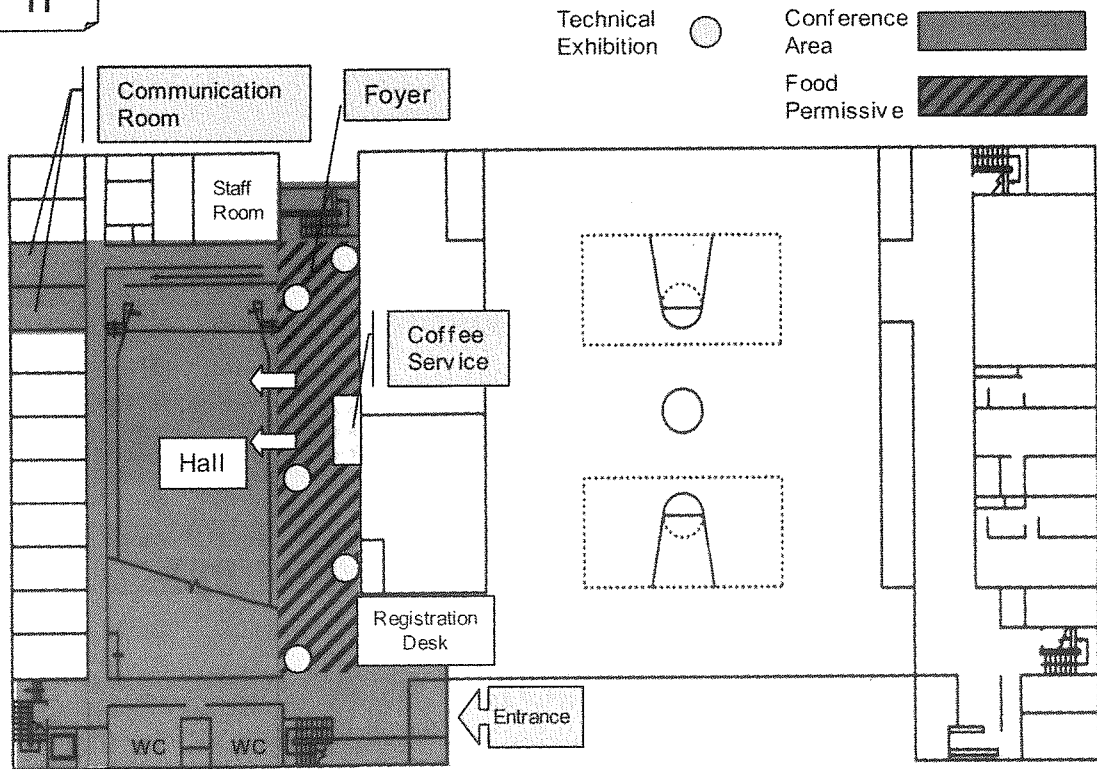 Technical
Exhibition
Conference
Area
Food
Permissive
Communication
Room
Foyer
Staff
Room
Coffee
Service
Hall
Registration
Desk
Entrance
WC
WC